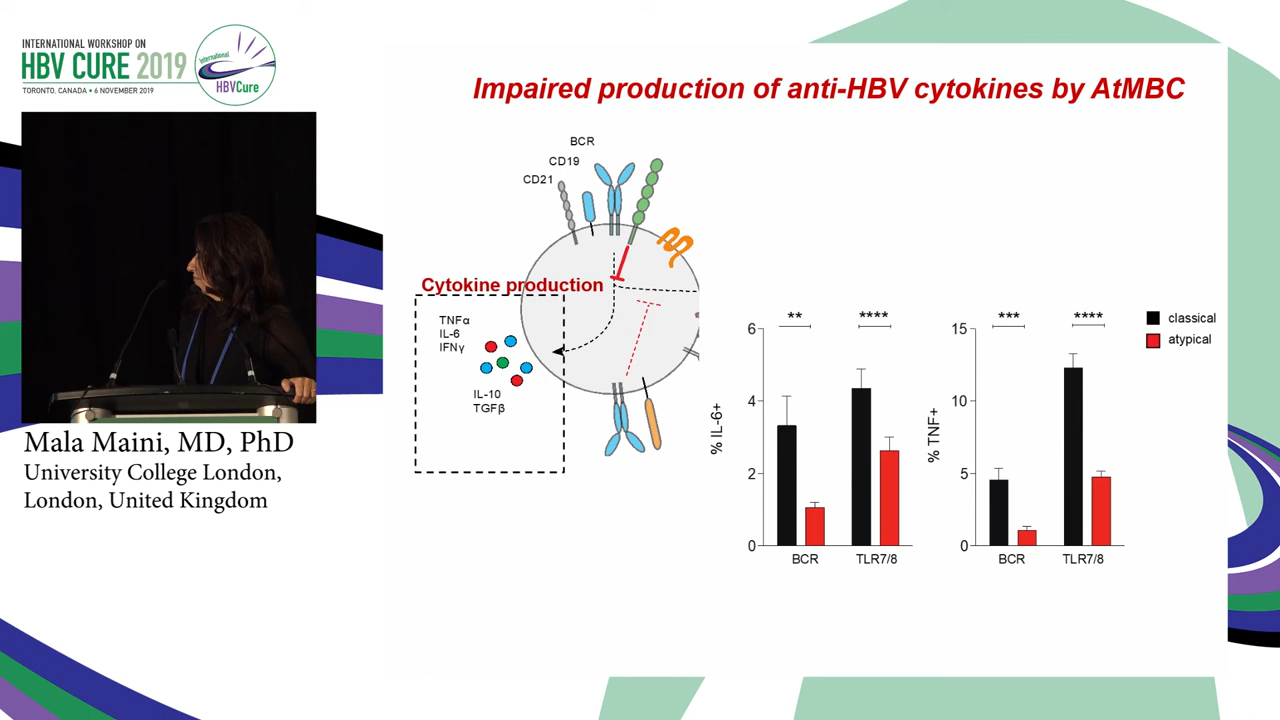 INTERNATIONAL WORKSHOP ON
HBV CURE 2019
TORONTO, CANADA • 6 NOVEMBER 2019
International
HBVCure
Impaired production of anti-HBV cytokines by AtMBC
BCR
CD19
CD21
Cytokine production
TNFα
IL-6
IFNγ
IL-10
TGFβ
% IL-6+
6
4
2
0
**
****
BCR
TLR7/8
% TNF+
15
10
5
0
***
****
BCR
TLR7/8
classical
atypical
Mala Maini, MD, PhD
University College London,
London, United Kingdom